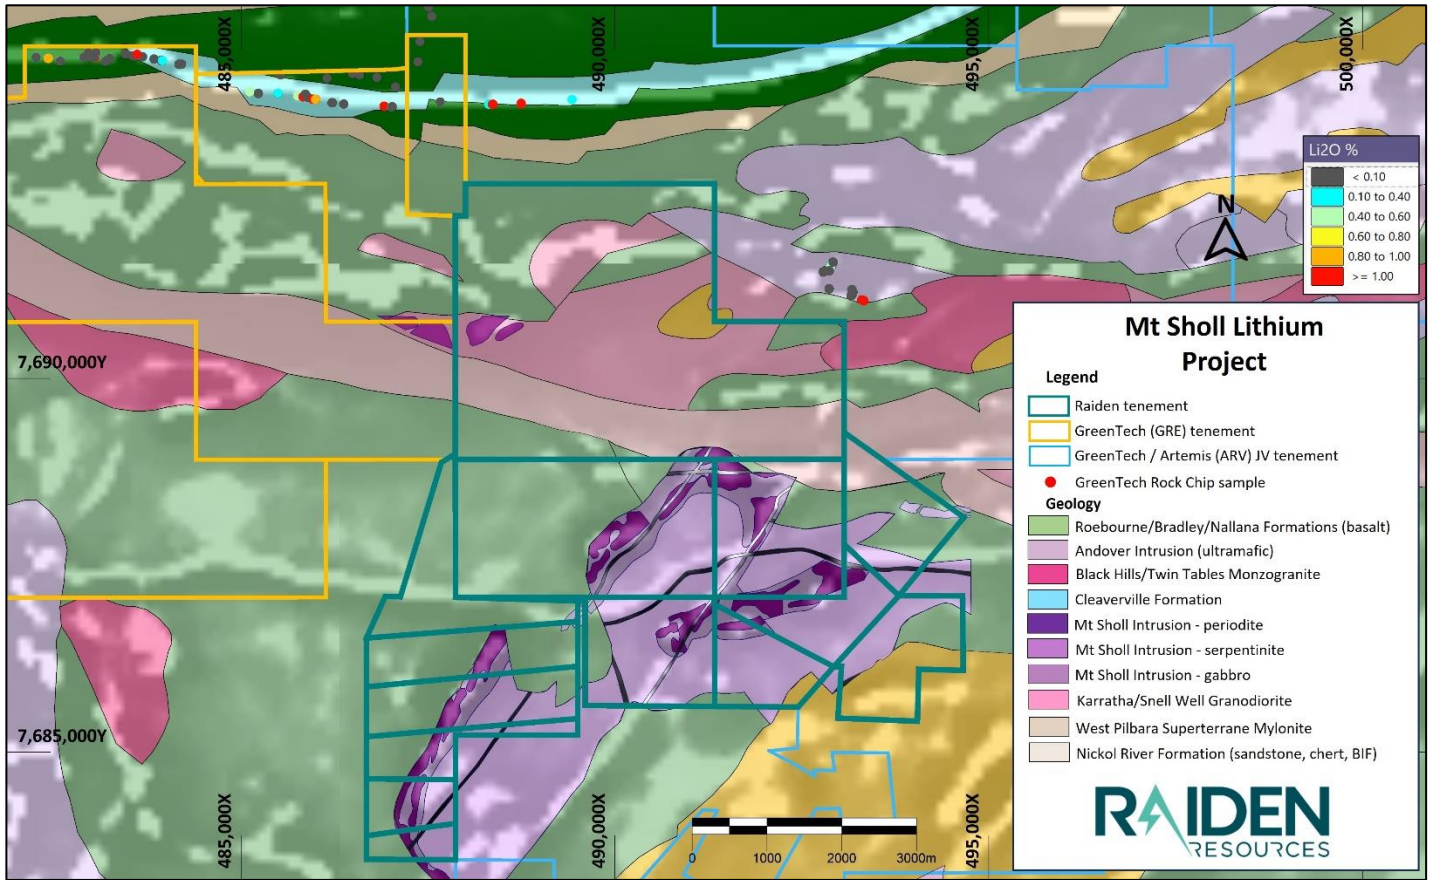 485,000X
490,000X
495,000X
500,000X
Li2O %
< 0.10
0.10 to 0.40
0.40 to 0.60
0.60 to 0.80
0.80 to 1.00
>= 1.00
N
7,690,000Y
Mt Sholl Lithium
Project
Legend
Raiden tenement
GreenTech (GRE) tenement
GreenTech / Artemis (ARV) JV tenement
GreenTech Rock Chip sample
Geology
Roebourne/Bradley/Nallana Formations (basalt)
Andover Intrusion (ultramafic)
Black Hills/Twin Tables Monzogranite
Cleaverville Formation
Mt Sholl Intrusion - periodite
Mt Sholl Intrusion - serpentinite
Mt Sholl Intrusion - gabbro
Karratha/Snell Well Granodiorite
West Pilbara Superterrane Mylonite
Nickol River Formation (sandstone, chert, BIF)
7,685,000Y
485,000X
490,000X
495,000X
0 1000 2000 3000m
RAIDEN
RESOURCES